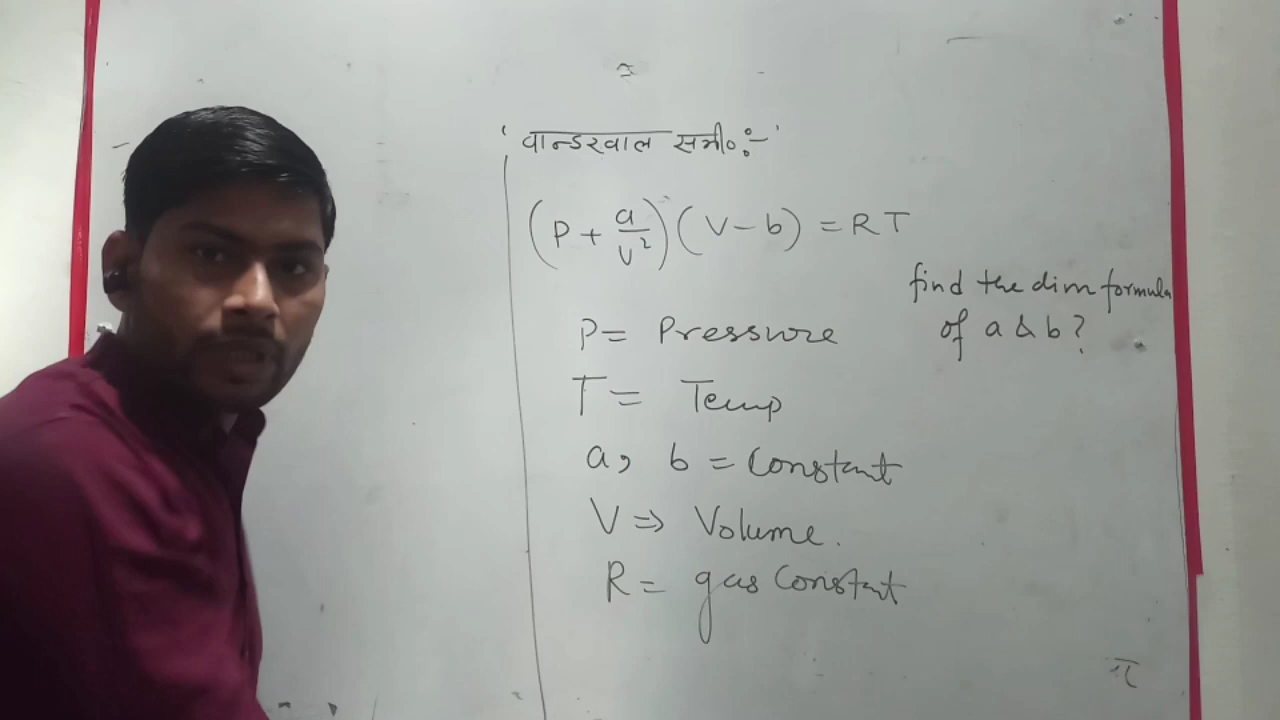 ' वान्डरवाल समी०:- '
(P + a/v²) (V - b) = RT
find the dim formula
of a & b?
P = Pressure
T = Temp
a, b = Constant
V ⇒ Volume.
R = gas Constant
π